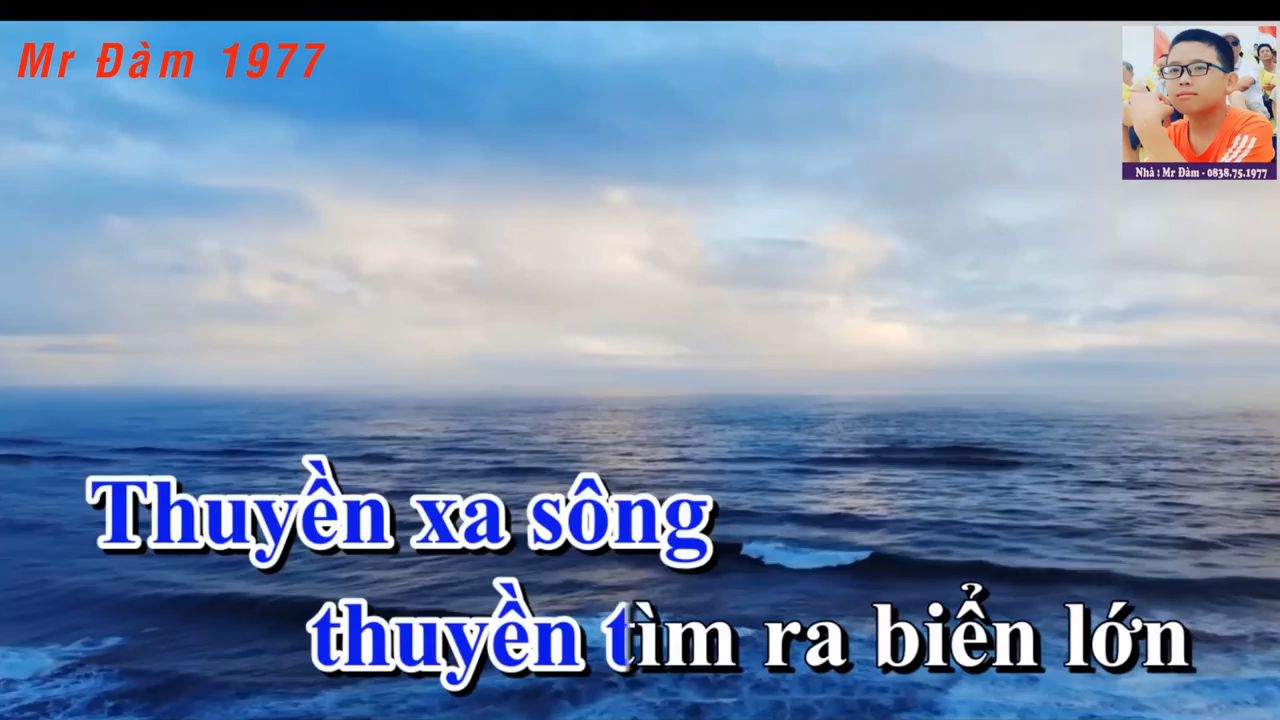 Mr Đàm 1977
Nhà : Mr Đàm - 0838.75.1977
Thuyền xa sông
thuyền tìm ra biển lớn